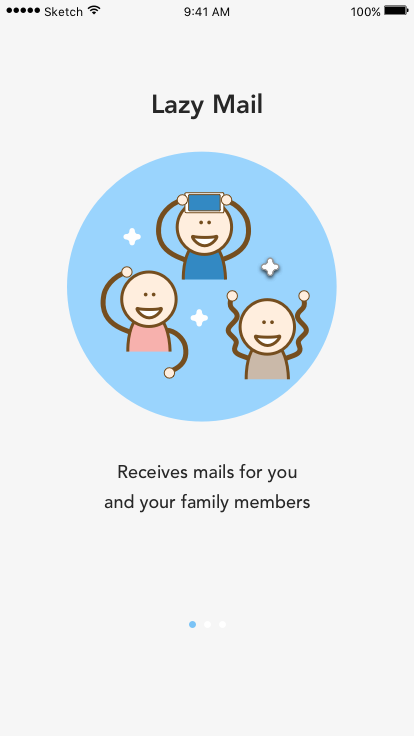 Sketch 9:41 AM 100%
Lazy Mail
Receives mails for you
and your family members